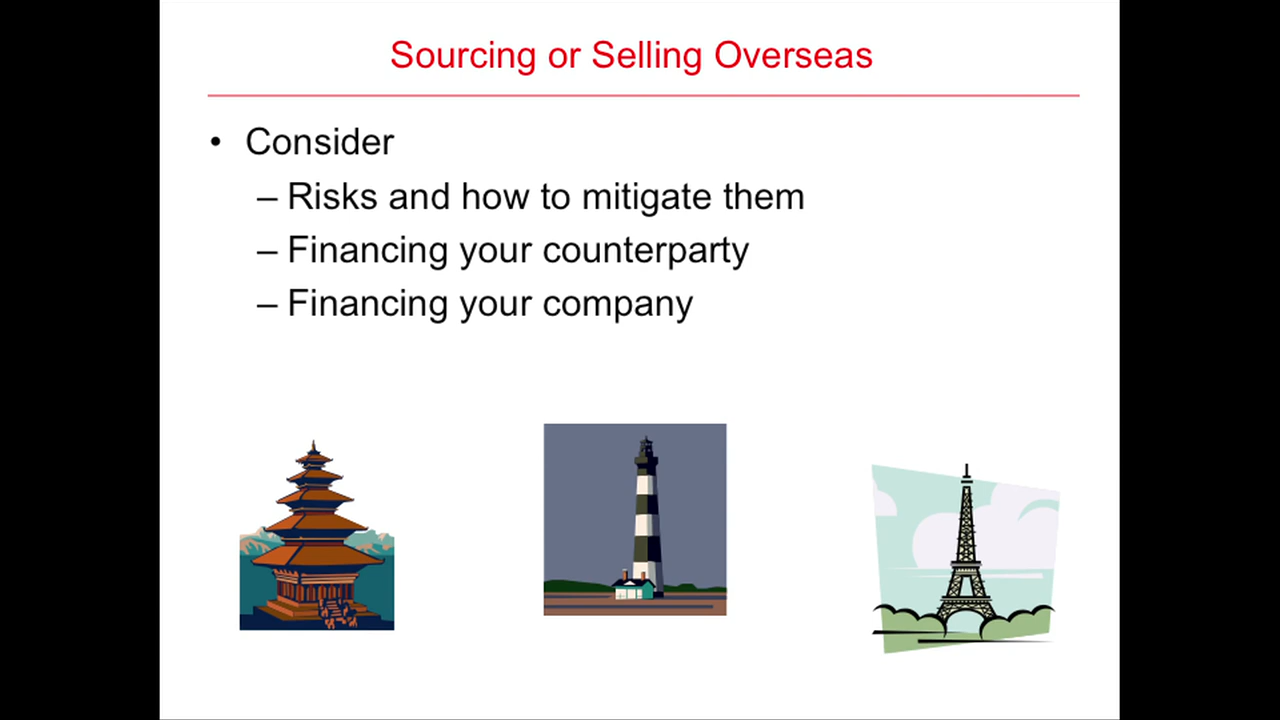 Sourcing or Selling Overseas
• Consider
– Risks and how to mitigate them
– Financing your counterparty
– Financing your company